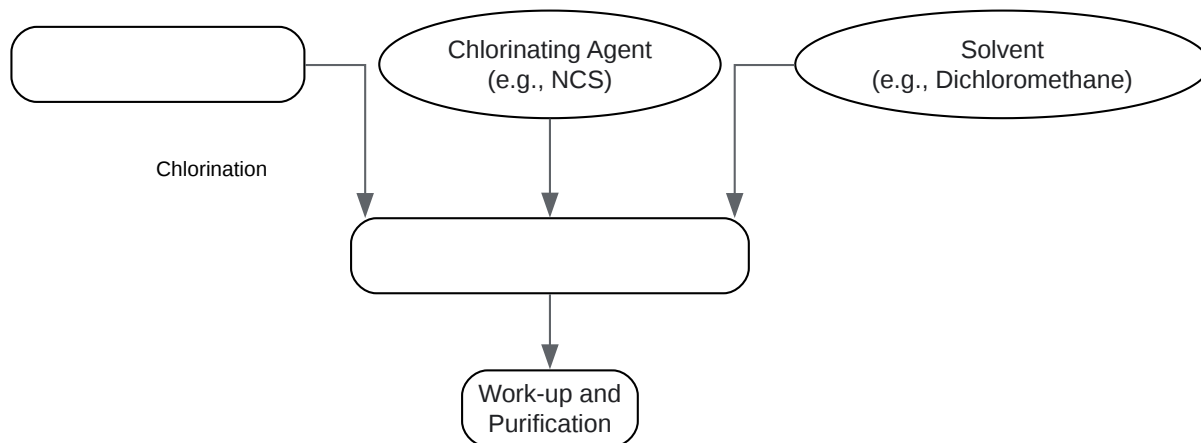 Chlorinating Agent
(e.g., NCS)
Solvent
(e.g., Dichloromethane)
Chlorination
Work-up and
Purification